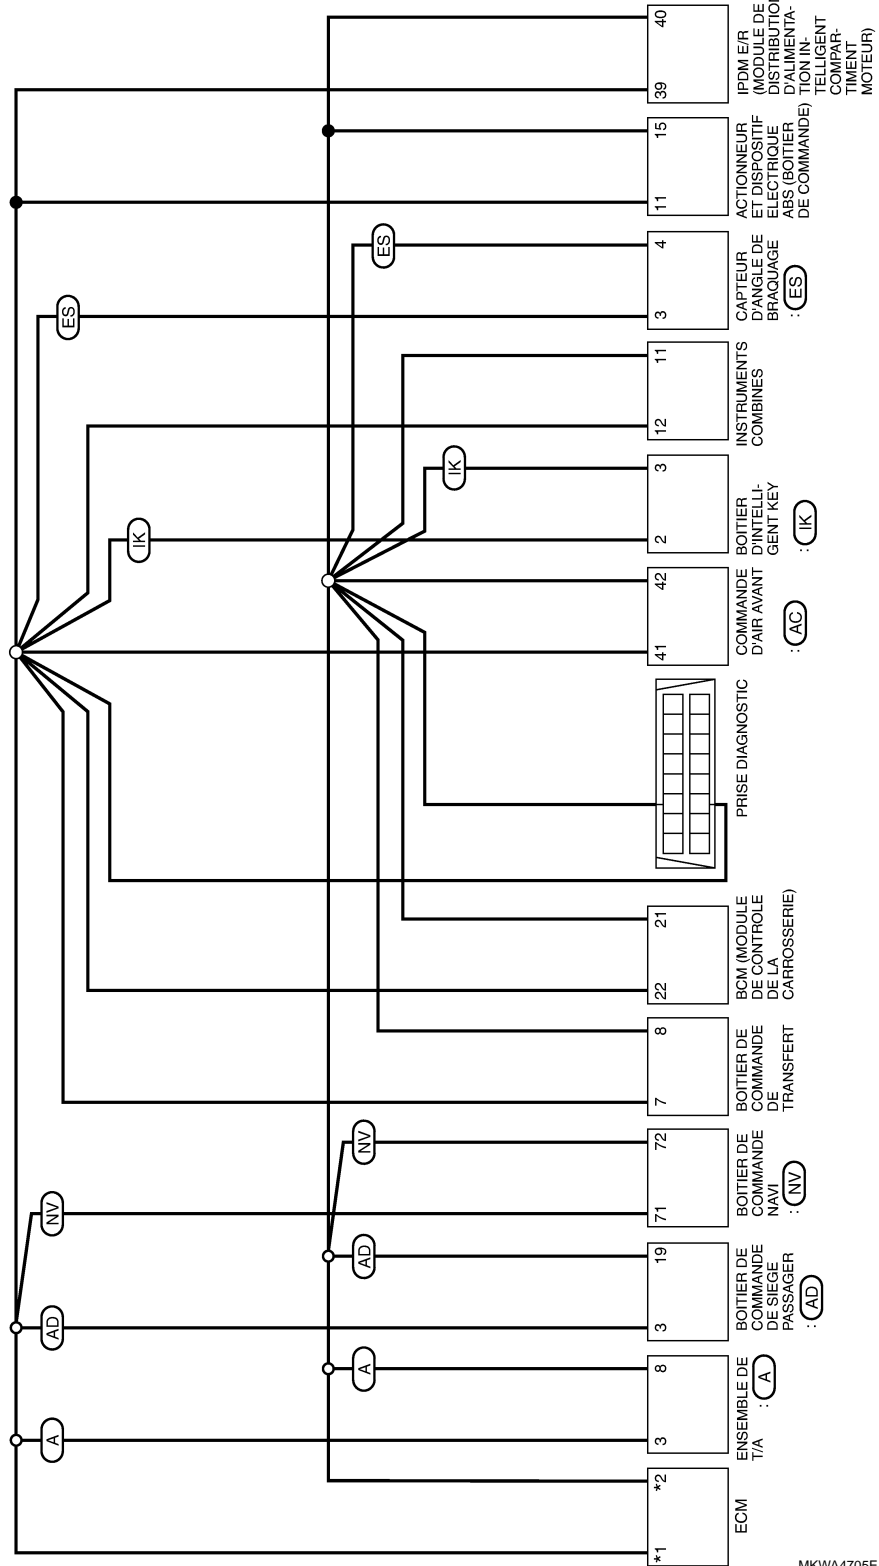 40
39
IPDM E/R
(MODULE DE
DISTRIBUTION
D'ALIMENTA-
TION IN-
TELLIGENT
COMPAR-
TIMENT
MOTEUR)
15
11
ACTIONNEUR
ET DISPOSITIF
ELECTRIQUE
ABS (BOITIER
DE COMMANDE)
ES
ES
4
3
CAPTEUR
D'ANGLE DE
BRAQUAGE
: ES
11
12
INSTRUMENTS
COMBINES
IK
IK
3
2
BOITIER
D'INTELLI-
GENT KEY
: IK
42
41
COMMANDE
D'AIR AVANT
: AC
PRISE DIAGNOSTIC
21
22
BCM (MODULE
DE CONTROLE
DE LA
CARROSSERIE)
8
7
BOITIER DE
COMMANDE
DE
TRANSFERT
NV
NV
72
71
BOITIER DE
COMMANDE
NAVI
: NV
AD
AD
19
3
BOITIER DE
COMMANDE
DE SIEGE
PASSAGER
: AD
A
A
8
3
ENSEMBLE DE
T/A
: A
*2
*1
ECM
MKWA4705E